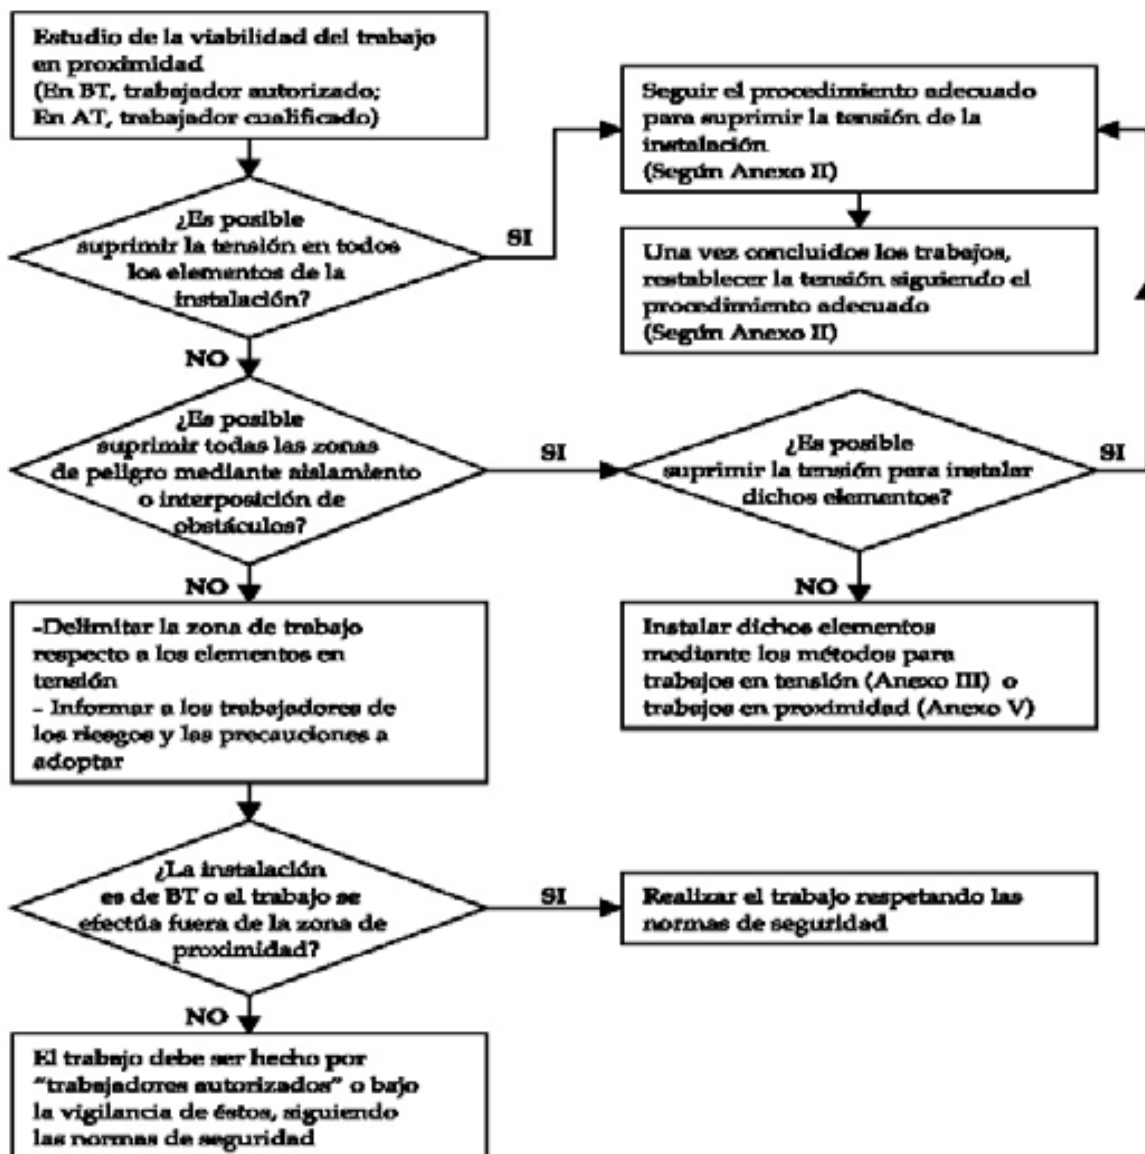 Estudio de la viabilidad del trabajo
en proximidad
(En BT, trabajador autorizado;
En AT, trabajador cualificado)
¿Es posible
suprimir la tensión en todos
los elementos de la
instalación?
SI
NO
Seguir el procedimiento adecuado
para suprimir la tensión de la
instalación
(Según Anexo II)
Una vez concluidos los trabajos,
restablecer la tensión siguiendo el
procedimiento adecuado
(Según Anexo II)
¿Es posible
suprimir todas las zonas
de peligro mediante aislamiento
o interposición de
obstáculos?
SI
NO
¿Es posible
suprimir la tensión para instalar
dichos elementos?
SI
NO
Instalar dichos elementos
mediante los métodos para
trabajos en tensión (Anexo III) o
trabajos en proximidad (Anexo V)
-Delimitar la zona de trabajo
respecto a los elementos en
tensión
- Informar a los trabajadores de
los riesgos y las precauciones a
adoptar
¿La instalación
es de BT o el trabajo se
efectúa fuera de la zona de
proximidad?
SI
NO
Realizar el trabajo respetando las
normas de seguridad
El trabajo debe ser hecho por
“trabajadores autorizados” o bajo
la vigilancia de éstos, siguiendo
las normas de seguridad